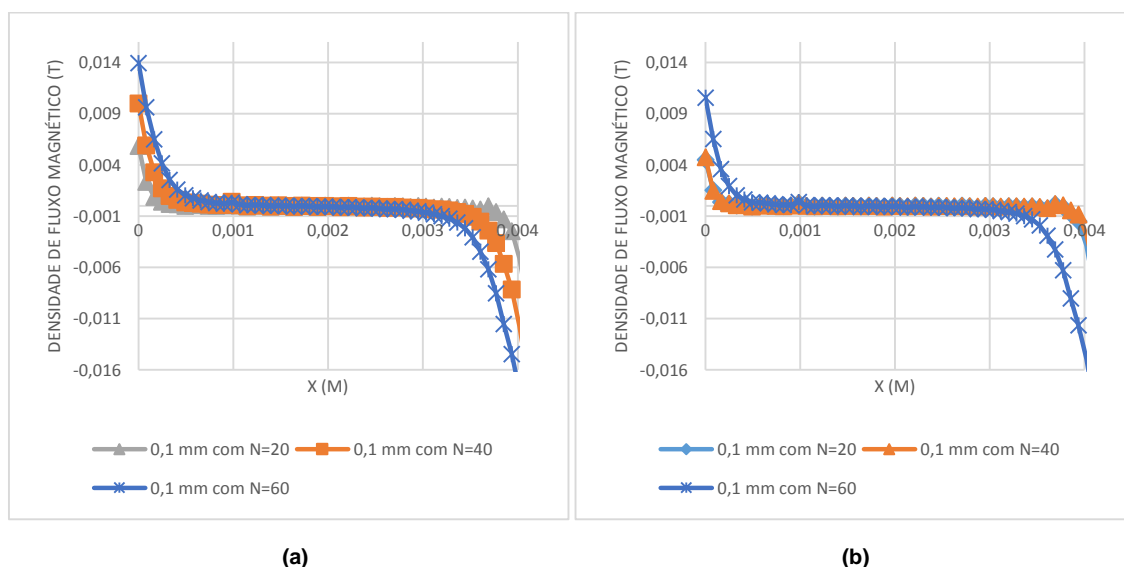 DENSIDADE DE FLUXO MAGNÉTICO (T)
0,014
0,009
0,004
-0,001
-0,006
-0,011
-0,016
0
0,001
0,002
0,003
0,004
X (M)
0,1 mm com N=20
0,1 mm com N=40
0,1 mm com N=60
(a)
DENSIDADE DE FLUXO MAGNÉTICO (T)
0,014
0,009
0,004
-0,001
-0,006
-0,011
-0,016
0
0,001
0,002
0,003
0,004
X (M)
0,1 mm com N=20
0,1 mm com N=40
0,1 mm com N=60
(b)